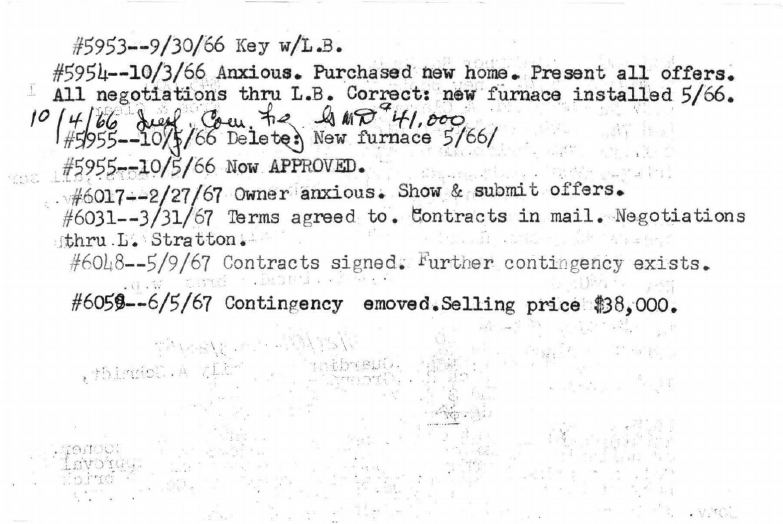 #5953--9/30/66 Key w/L.B.
#5954--10/3/66 Anxious. Purchased new home. Present all offers.
All negotiations thru L.B. Correct: new furnace installed 5/66.
10/4/66 $41,000
#5955--10/5/66 Delete: New furnace 5/66/
#5955--10/5/66 Now APPROVED.
#6017--2/27/67 Owner anxious. Show & submit offers.
#6031--3/31/67 Terms agreed to. Contracts in mail. Negotiations
thru L. Stratton.
#6048--5/9/67 Contracts signed. Further contingency exists.
#6059--6/5/67 Contingency emoved.Selling price $38,000.